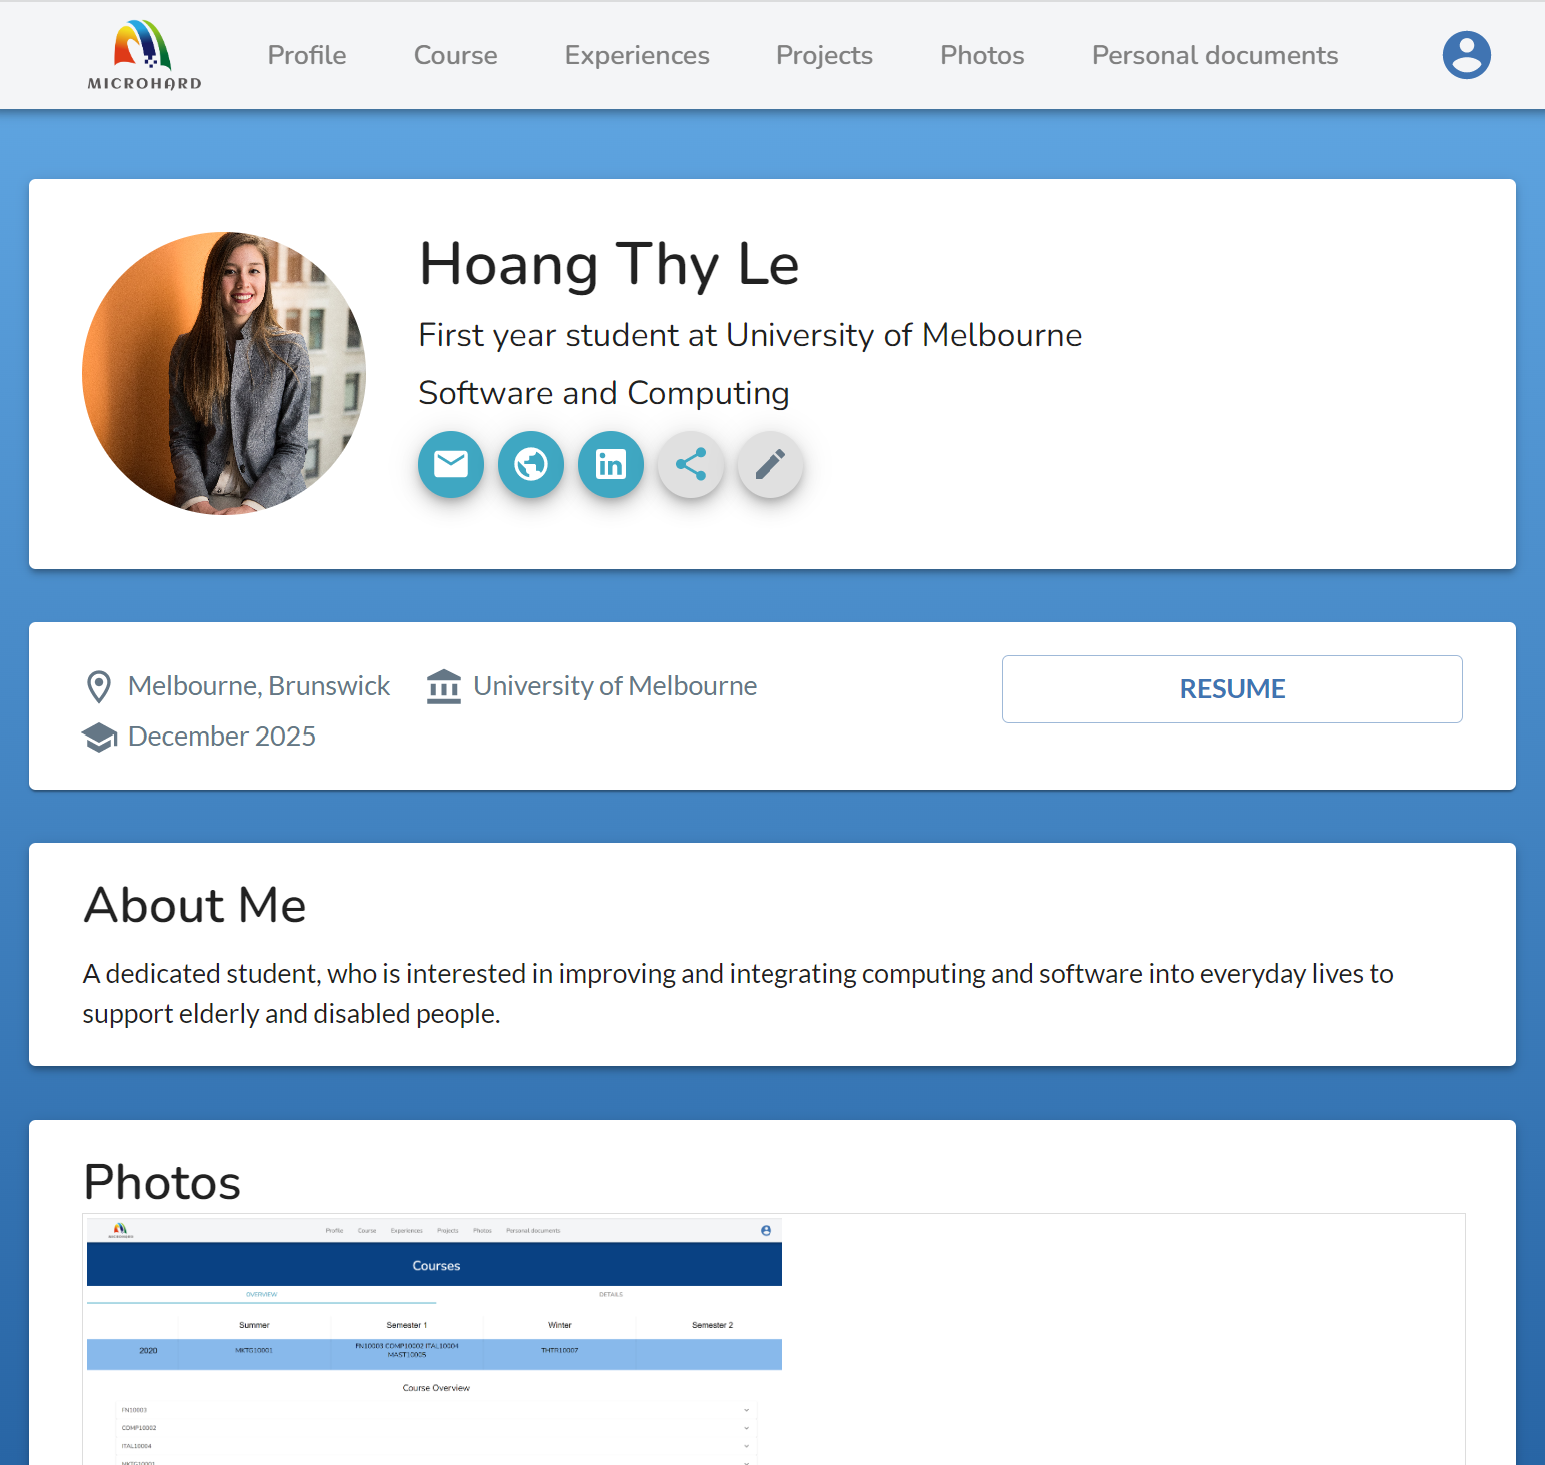 MICROHARD
Profile Course Experiences Projects Photos Personal documents
Hoang Thy Le
First year student at University of Melbourne
Software and Computing
in
Melbourne, Brunswick University of Melbourne
RESUME
December 2025
About Me
A dedicated student, who is interested in improving and integrating computing and software into everyday lives to
support elderly and disabled people.
Photos
MICROHARD
Profile Course Experiences Projects Photos Personal documents
Courses
OVERVIEW DETAILS
Summer Semester 1 Winter Semester 2
2020 MKTG10001 FN10003 COMP10002 ITAL10004 THTR10007
MAST10005
Course Overview
FN10003
COMP10002
ITAL10004
MKTG10001